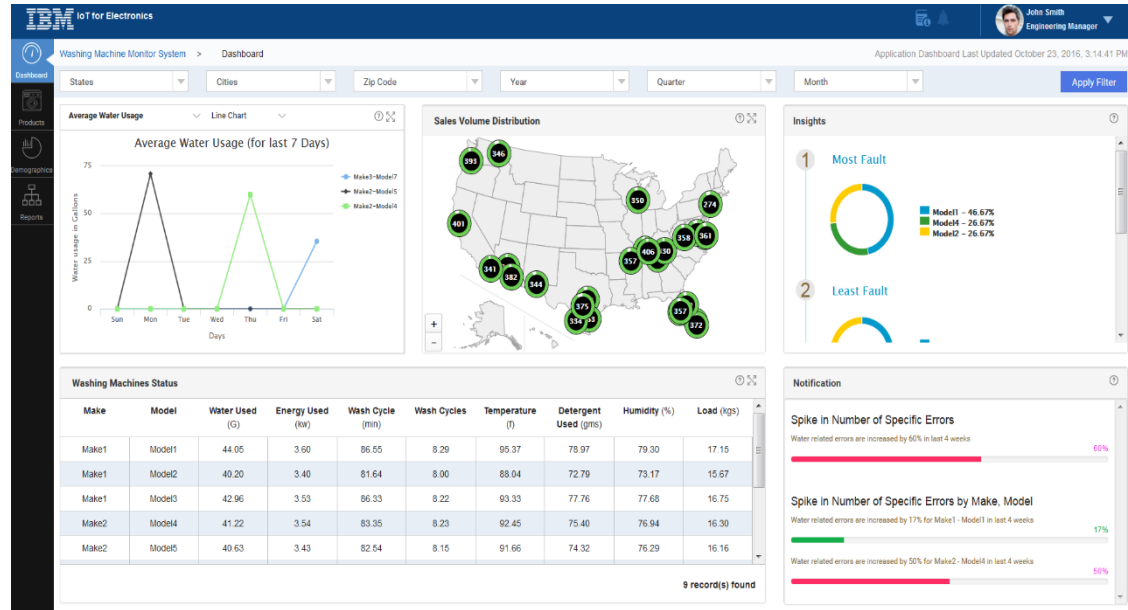 IBM IoT for Electronics
John Smith
Engineering Manager
Dashboard
Products
Demographics
Reports
Washing Machine Monitor System > Dashboard
Application Dashboard Last Updated October 23, 2016, 3:14:41 PM
States Cities Zip Code Year Quarter Month Apply Filter
Average Water Usage Line Chart
Average Water Usage (for last 7 Days)
Water usage in Gallons
75
50
25
0
Sun Mon Tue Wed Thu Fri Sat
Days
Make3-Model7
Make2-Model5
Make2-Model4
Sales Volume Distribution
393 346
350
274
401
358 361
406
357
341
382
344
375
334
357
372
+
-
Insights
1 Most Fault
Model1 - 46.67%
Model4 - 26.67%
Model2 - 26.67%
2 Least Fault
Washing Machines Status
Make Model Water Used (G) Energy Used (kw) Wash Cycle (min) Wash Cycles Temperature (f) Detergent Used (gms) Humidity (%) Load (kgs)
Make1 Model1 44.05 3.60 86.55 8.29 95.37 78.97 79.30 17.15
Make1 Model2 40.20 3.40 81.64 8.00 88.04 72.79 73.17 15.67
Make1 Model3 42.96 3.53 86.33 8.22 93.33 77.76 77.68 16.75
Make2 Model4 41.22 3.54 83.35 8.23 92.45 75.40 76.94 16.30
Make2 Model5 40.63 3.43 82.54 8.15 91.66 74.32 76.29 16.16
9 record(s) found
Notification
Spike in Number of Specific Errors
Water related errors are increased by 60% in last 4 weeks
60%
Spike in Number of Specific Errors by Make, Model
Water related errors are increased by 17% for Make1 - Model1 in last 4 weeks
17%
Water related errors are increased by 50% for Make2 - Model4 in last 4 weeks
50%